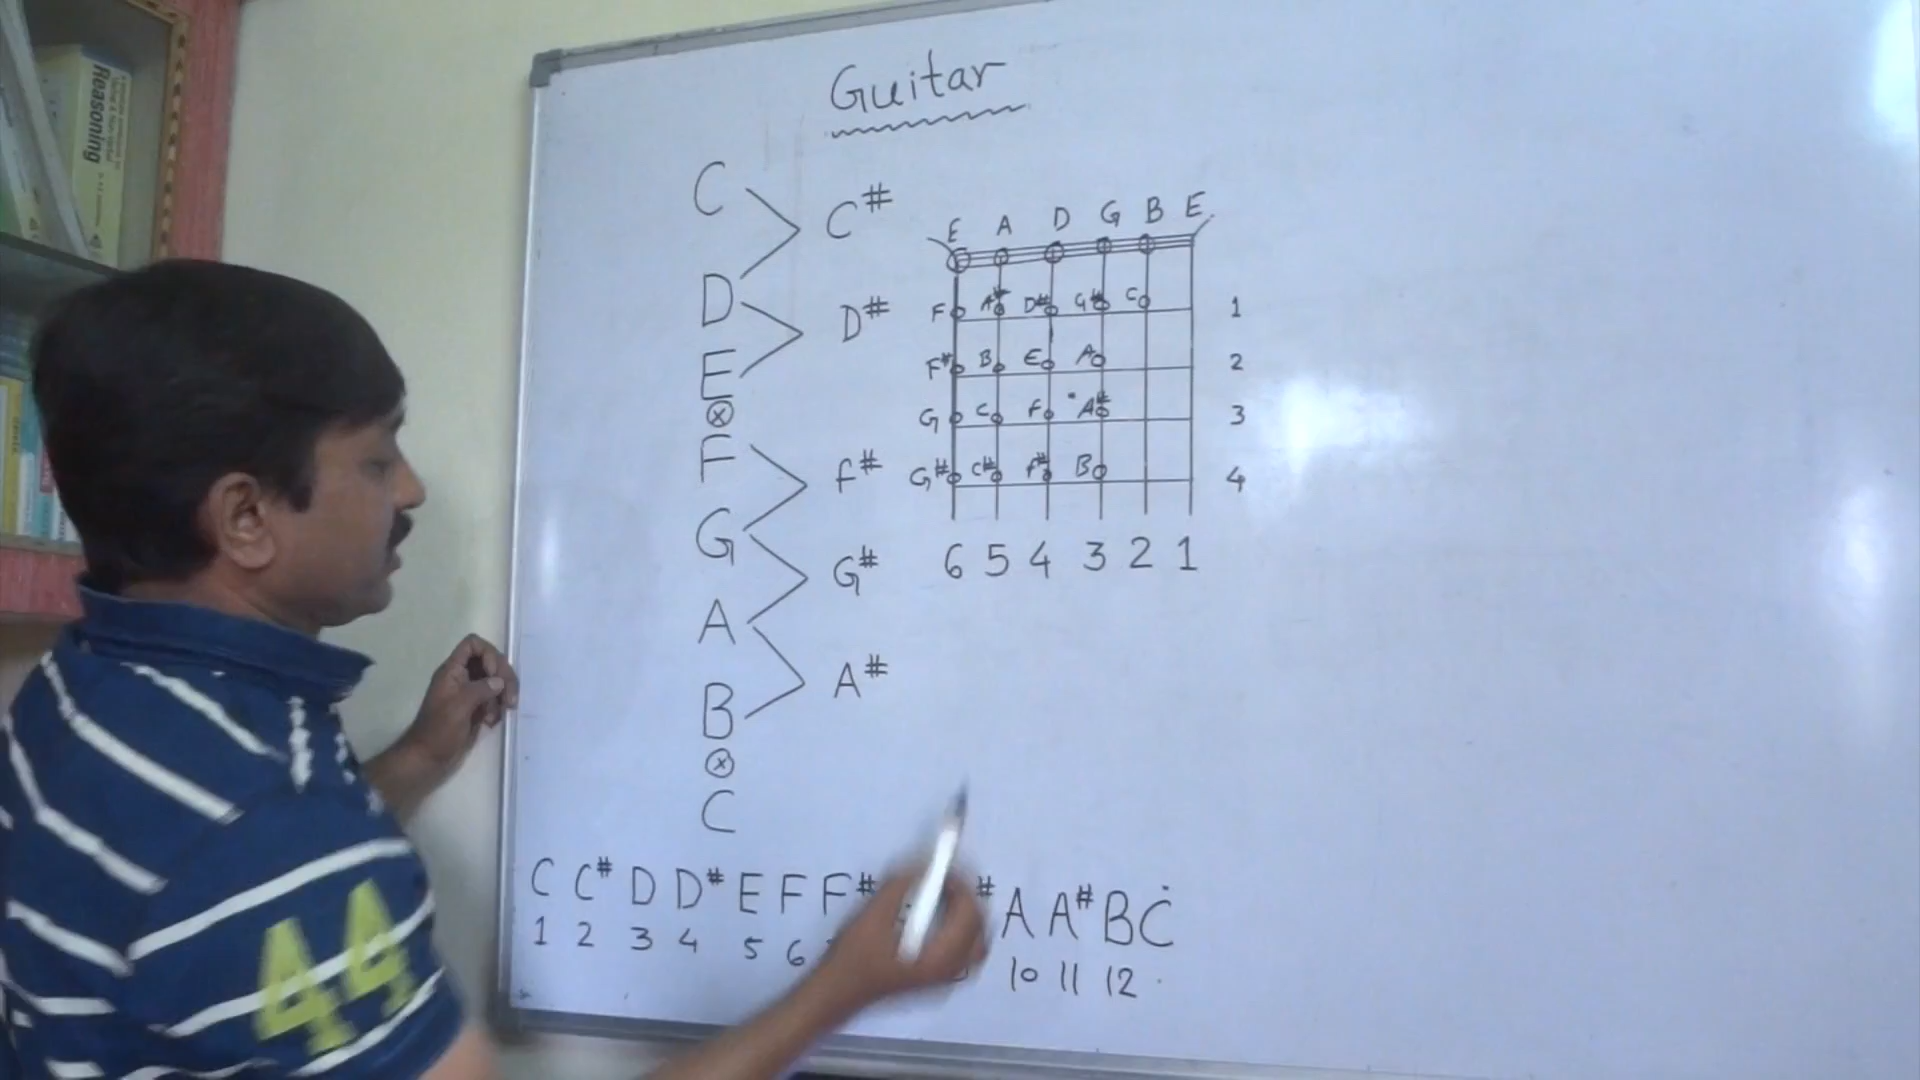 Reasoning
Guitar
C
C#
D
D#
E
F
F#
G
G#
A
A#
B
C
E A D G B E
F A# D# G# C 1
F# B E A 2
G C F A# 3
G# C# F# B 4
6 5 4 3 2 1
C C# D D# E F F# # A A# B C
1 2 3 4 5 6 10 11 12
44